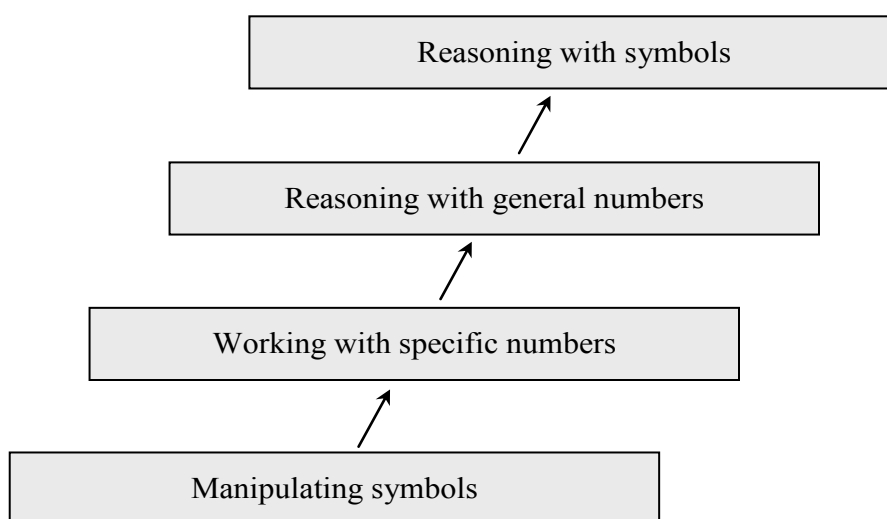 Reasoning with symbols
Reasoning with general numbers
Working with specific numbers
Manipulating symbols